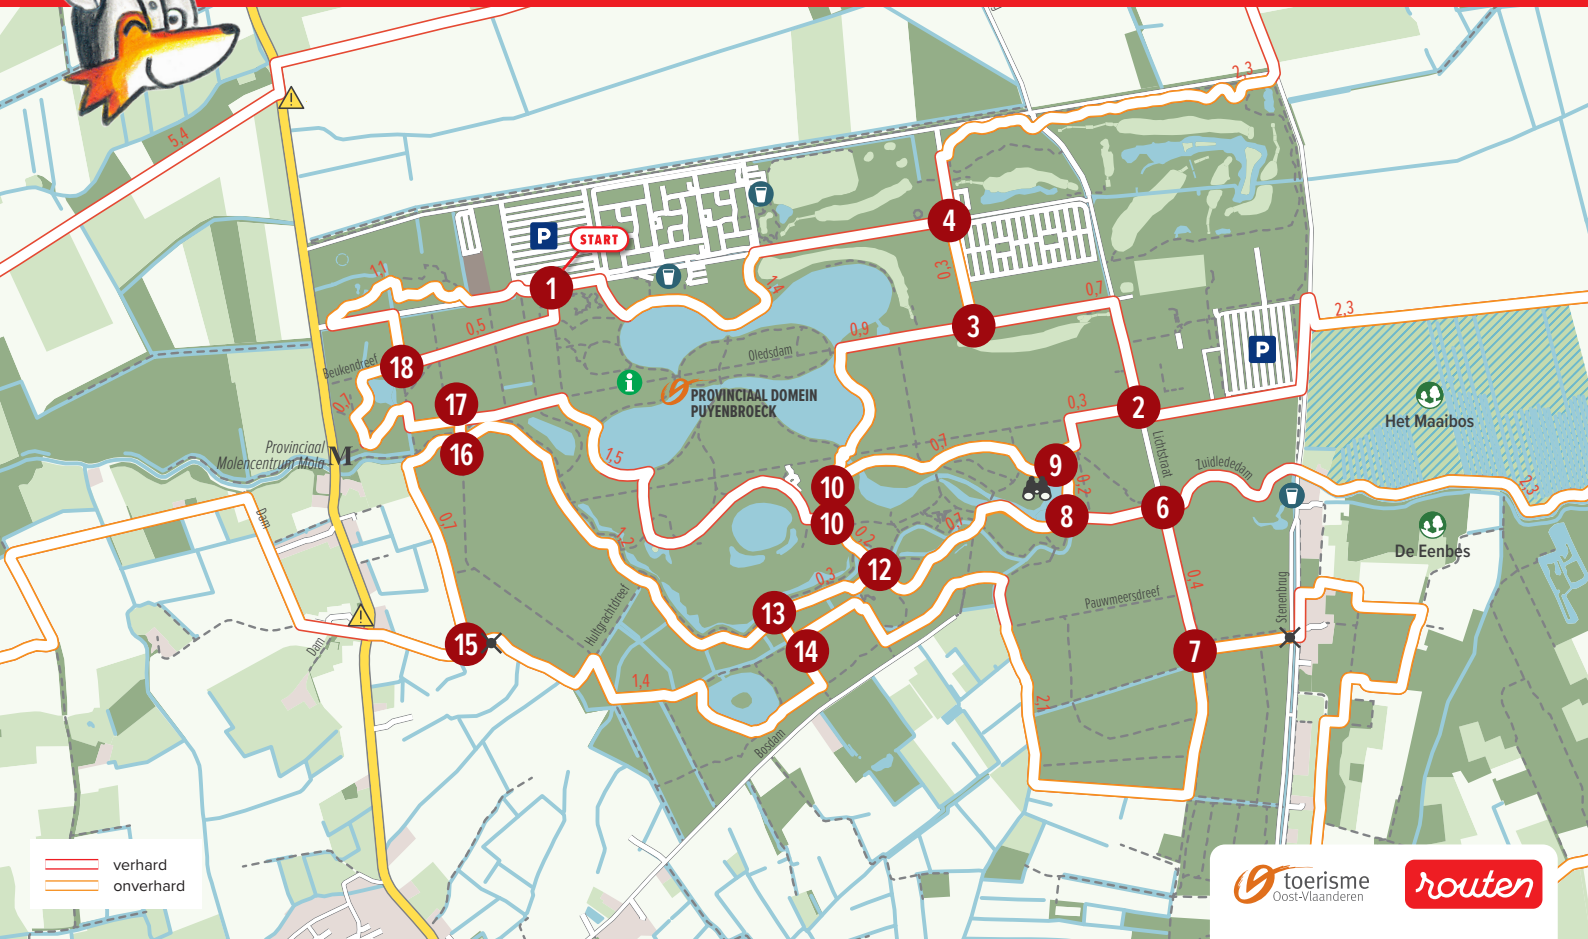 2,3
5,4
P
START
4
1,1
1
1,4
0,3
0,7
2,3
0,5
0,9
3
Oledsdam
P
Beukendreef
18
i
PROVINCIAAL DOMEIN
PUYENBROECK
Het Maaibos
0,7
17
0,3
2
Provinciaal
Molencentrum Mola
M
16
1,5
0,7
Lichtstraat
9
Zuidlededam
10
0,2
2,3
Dam
0,7
10
8
6
1,2
0,2
0,7
De Eenbes
12
0,3
0,4
Huitgrachtdreef
13
Pauwmeersdreef
Stenenbrug
Dam
15
14
7
1,4
2,1
Bosdam
verhard
onverhard
toerisme
Oost-Vlaanderen
routen